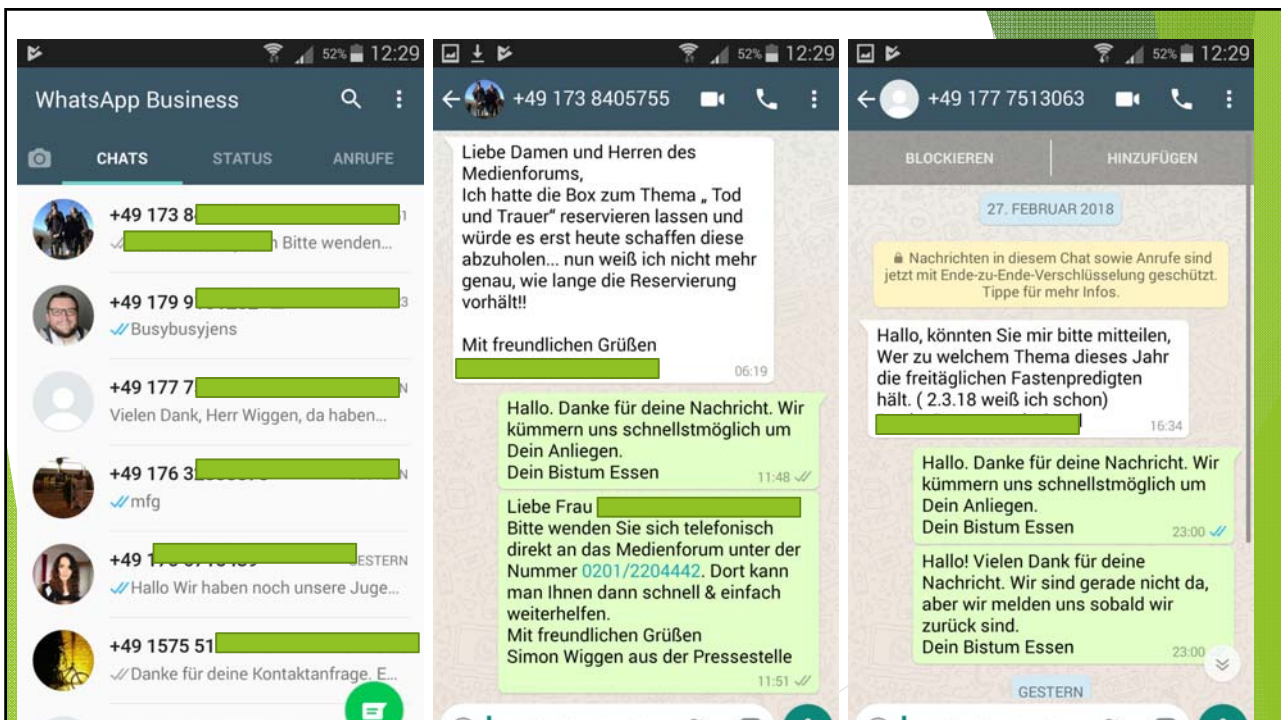 52% 12:29
WhatsApp Business
CHATS STATUS ANRUFE
+49 173 8
Bitte wenden...
+49 179 9
Busybusyjens
+49 177 7
Vielen Dank, Herr Wiggen, da haben...
+49 176 3
mfg
+49 1
GESTERN
Hallo Wir haben noch unsere Juge...
+49 1575 51
Danke für deine Kontaktanfrage. E...
52% 12:29
+49 173 8405755
Liebe Damen und Herren des
Medienforums,
Ich hatte die Box zum Thema „ Tod
und Trauer" reservieren lassen und
würde es erst heute schaffen diese
abzuholen... nun weiß ich nicht mehr
genau, wie lange die Reservierung
vorhält!!
Mit freundlichen Grüßen
06:19
Hallo. Danke für deine Nachricht. Wir
kümmern uns schnellstmöglich um
Dein Anliegen.
Dein Bistum Essen
11:48
Liebe Frau
Bitte wenden Sie sich telefonisch
direkt an das Medienforum unter der
Nummer 0201/2204442. Dort kann
man Ihnen dann schnell & einfach
weiterhelfen.
Mit freundlichen Grüßen
Simon Wiggen aus der Pressestelle
11:51
52% 12:29
+49 177 7513063
BLOCKIEREN HINZUFÜGEN
27. FEBRUAR 2018
Nachrichten in diesem Chat sowie Anrufe sind
jetzt mit Ende-zu-Ende-Verschlüsselung geschützt.
Tippe für mehr Infos.
Hallo, könnten Sie mir bitte mitteilen,
Wer zu welchem Thema dieses Jahr
die freitäglichen Fastenpredigten
hält. ( 2.3.18 weiß ich schon)
16:34
Hallo. Danke für deine Nachricht. Wir
kümmern uns schnellstmöglich um
Dein Anliegen.
Dein Bistum Essen
23:00
Hallo! Vielen Dank für deine
Nachricht. Wir sind gerade nicht da,
aber wir melden uns sobald wir
zurück sind.
Dein Bistum Essen
23:00
GESTERN